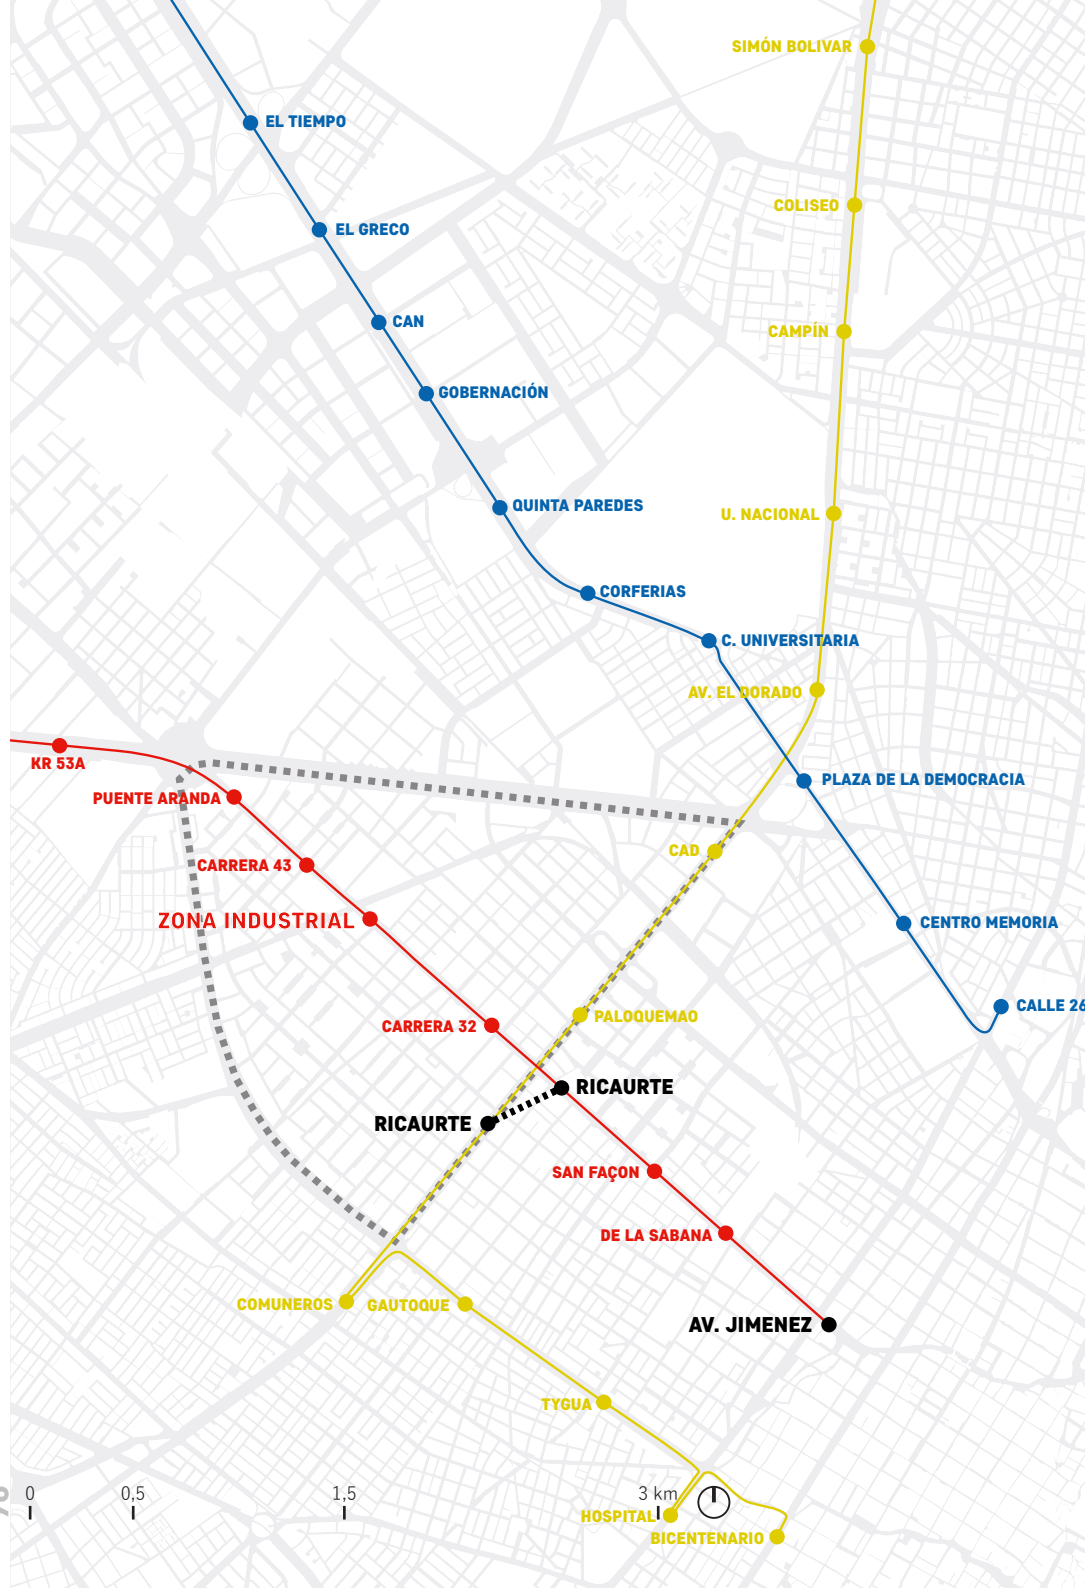 SIMÓN BOLIVAR
EL TIEMPO
COLISEO
EL GRECO
CAN
CAMPÍN
GOBERNACIÓN
QUINTA PAREDES
U. NACIONAL
CORFERIAS
C. UNIVERSITARIA
AV. EL DORADO
KR 53A
PLAZA DE LA DEMOCRACIA
PUENTE ARANDA
CAD
CARRERA 43
ZONA INDUSTRIAL
CENTRO MEMORIA
CALLE 26
PALOQUEMAO
CARRERA 32
RICAURTE
RICAURTE
SAN FAÇON
DE LA SABANA
COMUNEROS
GAUTOQUE
AV. JIMENEZ
TYGUA
0 0,5 1,5 3 km
HOSPITAL
BICENTENARIO